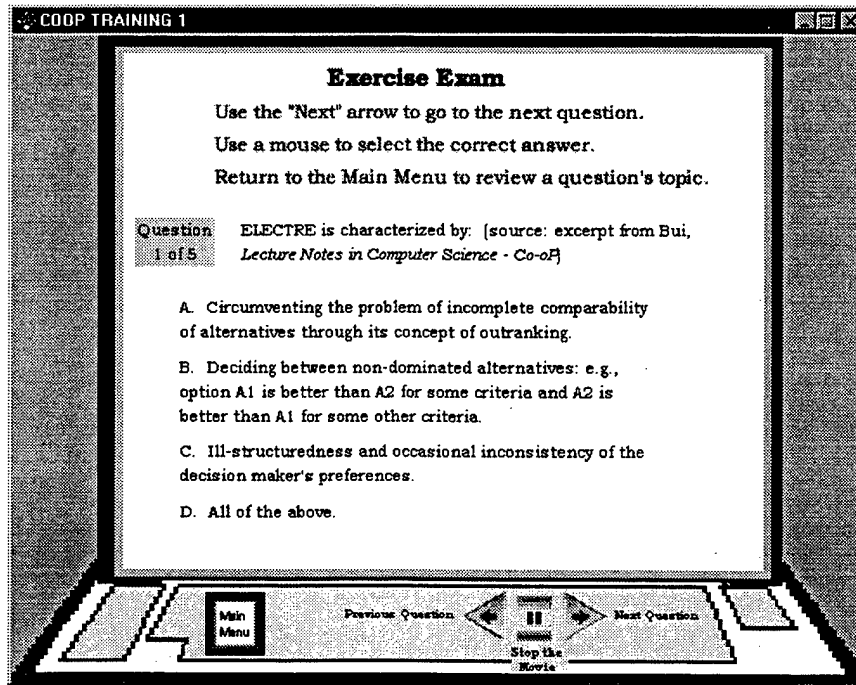 COOP TRAINING 1
Exercise Exam
Use the "Next" arrow to go to the next question.
Use a mouse to select the correct answer.
Return to the Main Menu to review a question's topic.
Question
1 of 5
ELECTRE is characterized by: [source: excerpt from Bui,
Lecture Notes in Computer Science - Co-oP]
A. Circumventing the problem of incomplete comparability
of alternatives through its concept of outranking.
B. Deciding between non-dominated alternatives: e.g.,
option A1 is better than A2 for some criteria and A2 is
better than A1 for some other criteria.
C. Ill-structuredness and occasional inconsistency of the
decision maker's preferences.
D. All of the above.
Main
Menu
Previous Question
Next Question
Stop the
Movie